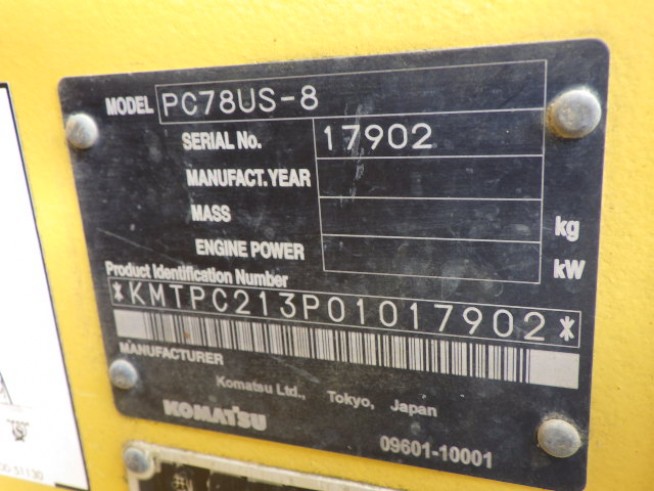 MODEL PC78US-8
SERIAL No. 17902
MANUFACT. YEAR
MASS kg
ENGINE POWER kW
Product Identification Number
*KMTPC213P01017902*
MANUFACTURER
Komatsu Ltd., Tokyo, Japan
KOMATSU
09601-10001